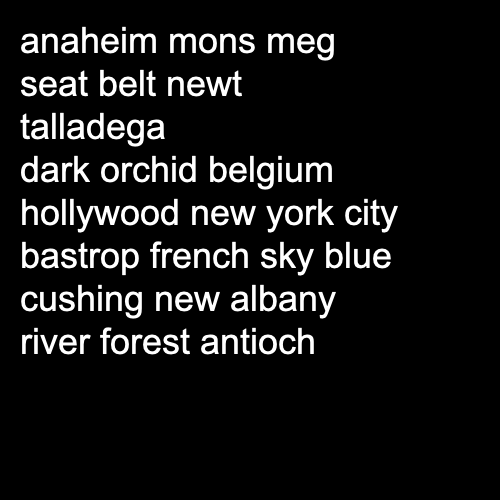 anaheim mons meg
seat belt newt
talladega
dark orchid belgium
hollywood new york city
bastrop french sky blue
cushing new albany
river forest antioch